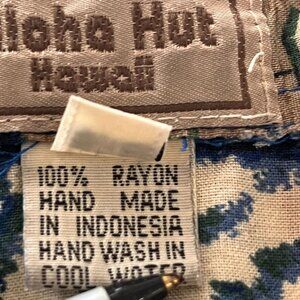 Aloha Hut
Hawaii
100% RAYON
HAND MADE
IN INDONESIA
HAND WASH IN
COOL WATER